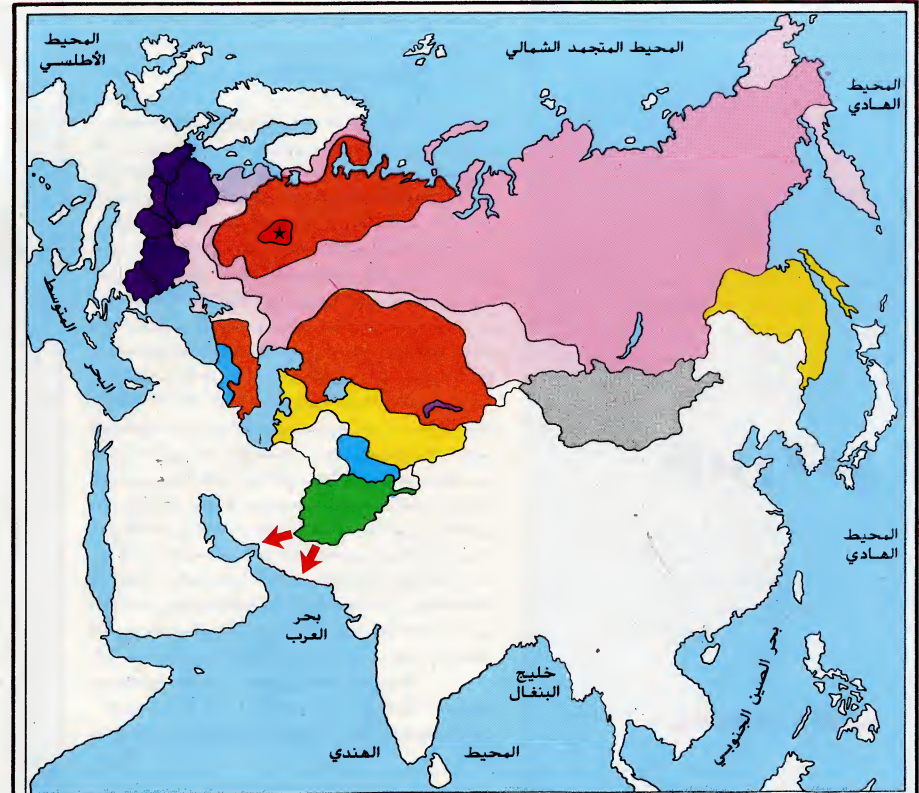 المحيط
الأطلسي
المحيط المتجمد الشمالي
المحيط
الهادي
البحر المتوسط
المحيط
الهادي
بحر
العرب
خليج
البنغال
بحر الصين الجنوبي
المحيط الهندي